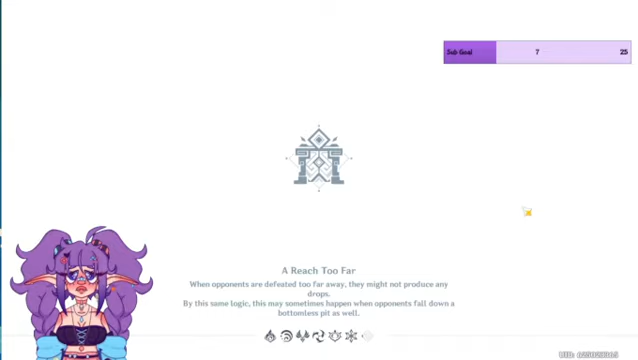 Sub Goal 7 25
A Reach Too Far
When opponents are defeated too far away, they might not produce any
drops.
By this same logic, this may sometimes happen when opponents fall down a
bottomless pit as well.